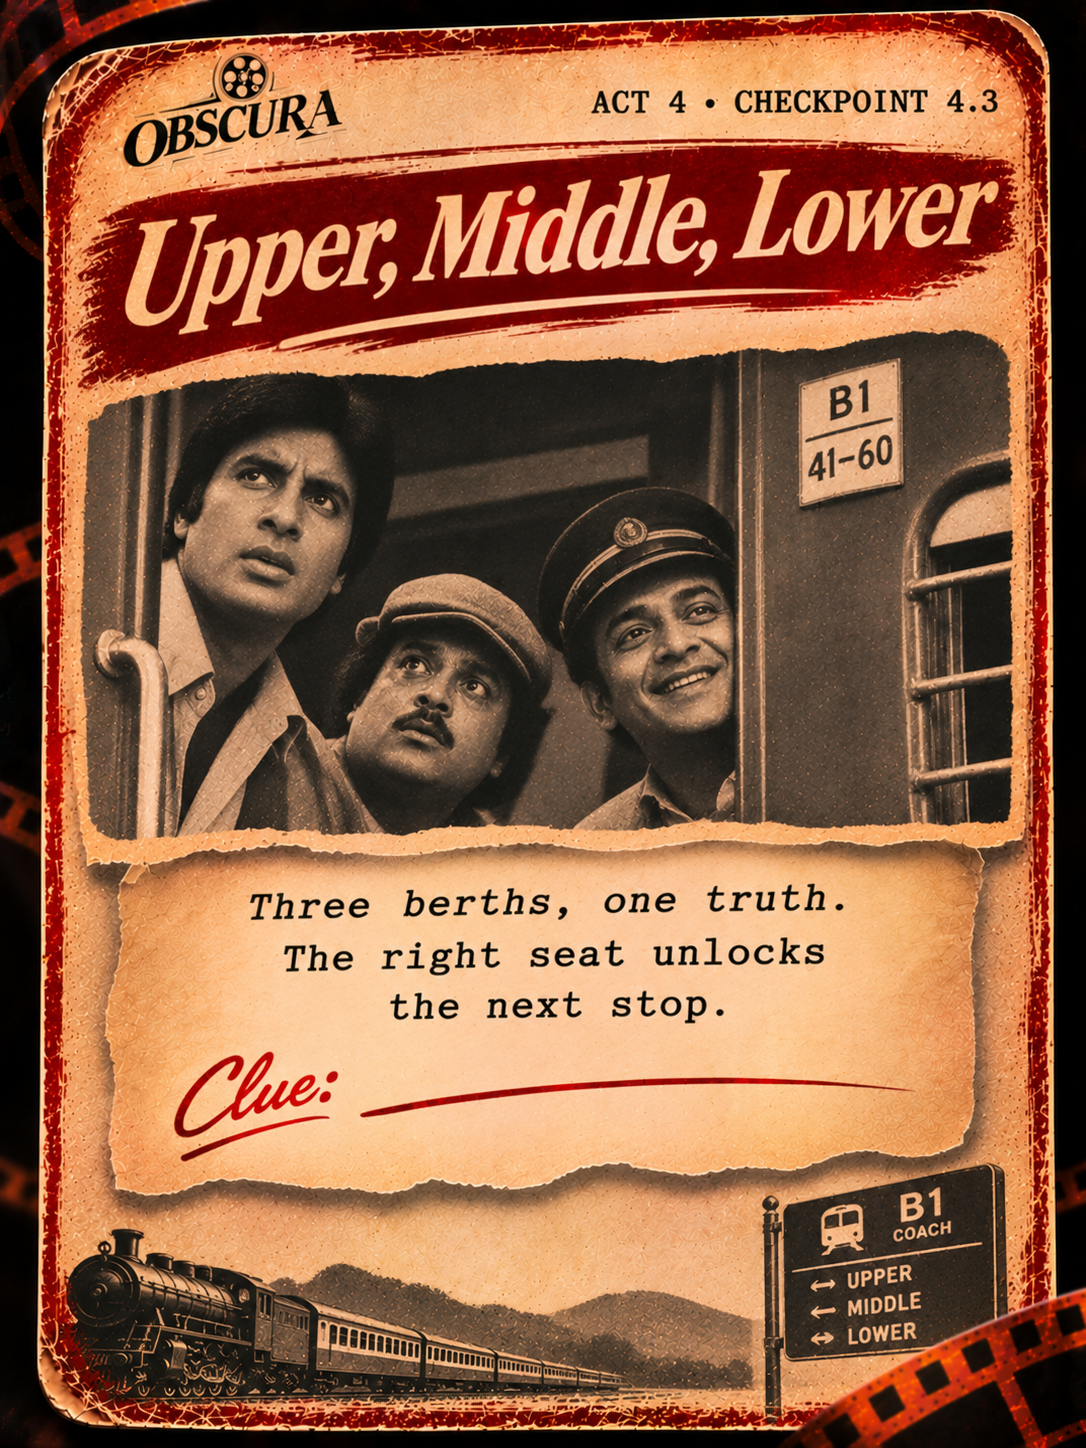 OBSCURA
ACT 4 • CHECKPOINT 4.3
Upper, Middle, Lower
B1
41-60
Three berths, one truth.
The right seat unlocks
the next stop.
Clue:
B1
COACH
↔ UPPER
← MIDDLE
↔ LOWER